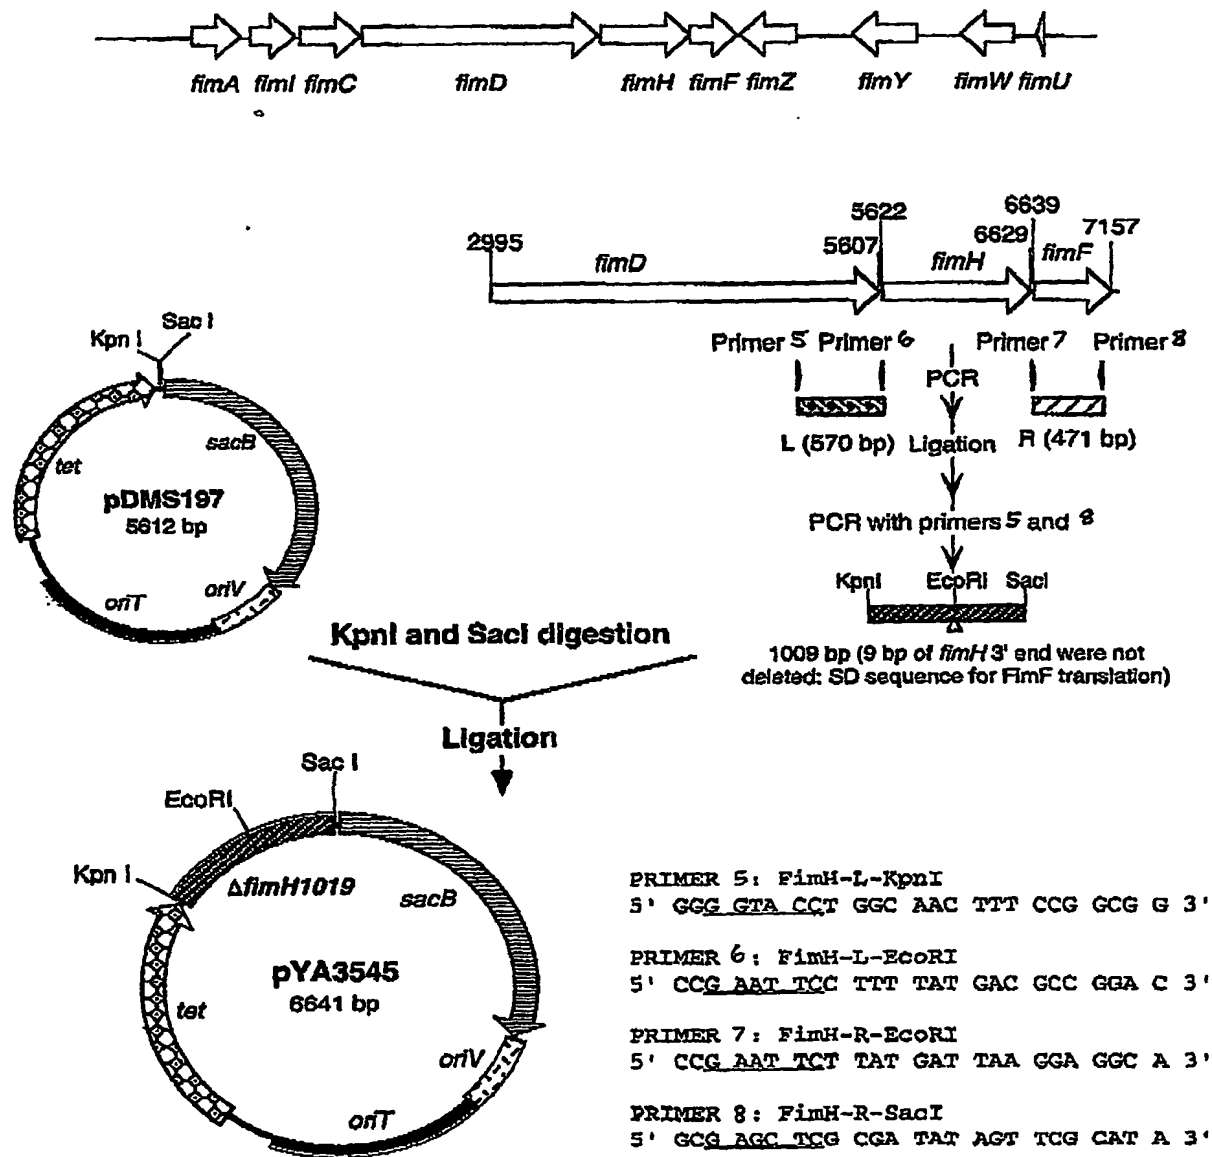 fimA fimI fimC fimD fimH fimF fimZ fimY fimW fimU
5622 6639
2995 5607 6629 7157
fimD fimH fimF
Primer 5 Primer 6 Primer 7 Primer 8
PCR
L (570 bp) Ligation R (471 bp)
PCR with primers 5 and 8
KpnI EcoRI SacI
1009 bp (9 bp of fimH 3' end were not
deleted: SD sequence for FimF translation)
Kpn I Sac I
sacB
tet
pDMS197
5612 bp
oriT oriV
KpnI and SacI digestion
Ligation
Sac I
EcoRI
Kpn I
ΔfimH1019
sacB
pYA3545
6641 bp
tet
oriV
oriT
PRIMER 5: FimH-L-KpnI
5' GGG GTA CCT GGC AAC TTT CCG GCG G 3'
PRIMER 6: FimH-L-EcoRI
5' CCG AAT TCC TTT TAT GAC GCC GGA C 3'
PRIMER 7: FimH-R-EcoRI
5' CCG AAT TCT TAT GAT TAA GGA GGC A 3'
PRIMER 8: FimH-R-SacI
5' GCG AGC TCG CGA TAT AGT TCG CAT A 3'